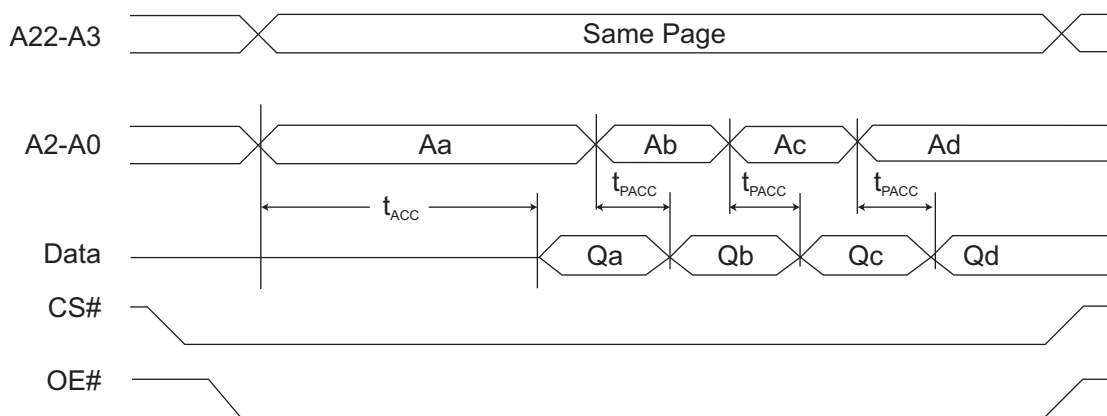 A22-A3 Same Page
A2-A0 Aa Ab Ac Ad
tACC tPACC tPACC tPACC
Data Qa Qb Qc Qd
CS#
OE#